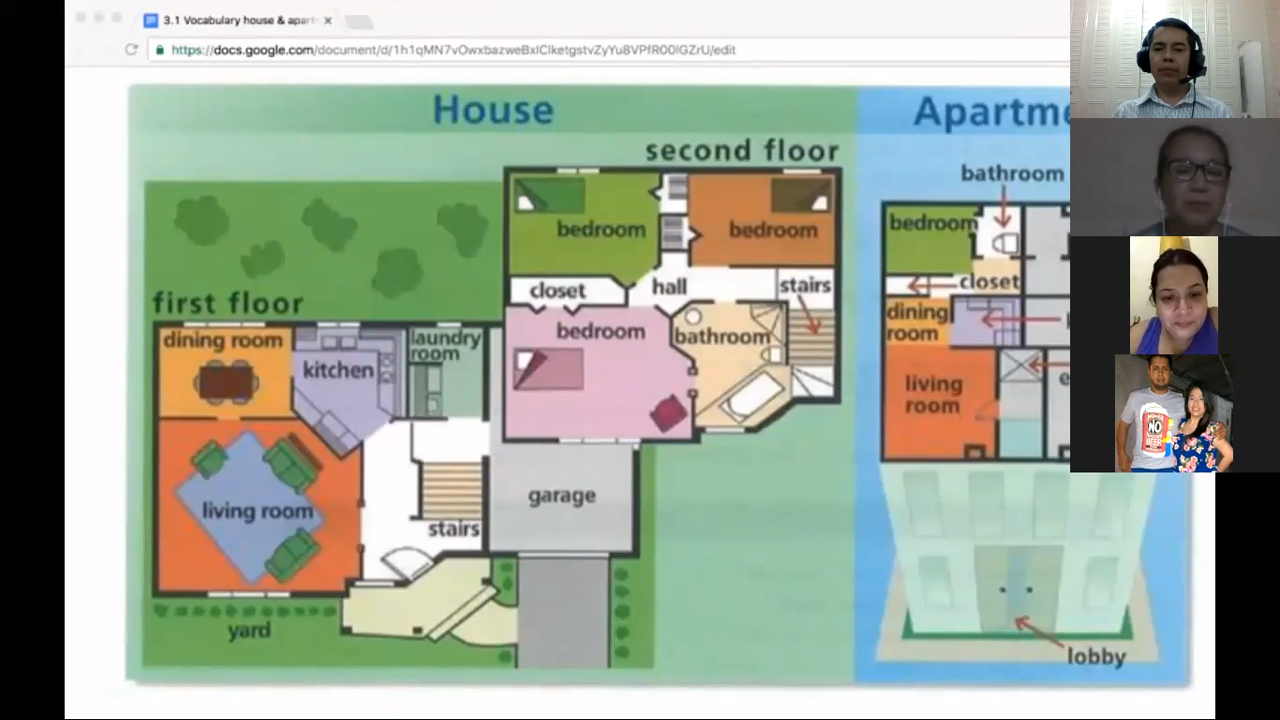 3.1 Vocabulary house & apar
https://docs.google.com/document/d/1h1qMN7vOwxbazweBxlClketgstvZyYu8VPfR00lGZrU/edit
House
second floor
bedroom
bedroom
closet
hall
stairs
bedroom
bathroom
first floor
dining room
kitchen
laundry
room
living room
stairs
garage
yard
Apartme
bathroom
bedroom
closet
dining
room
living
room
lobby
NO
BEER